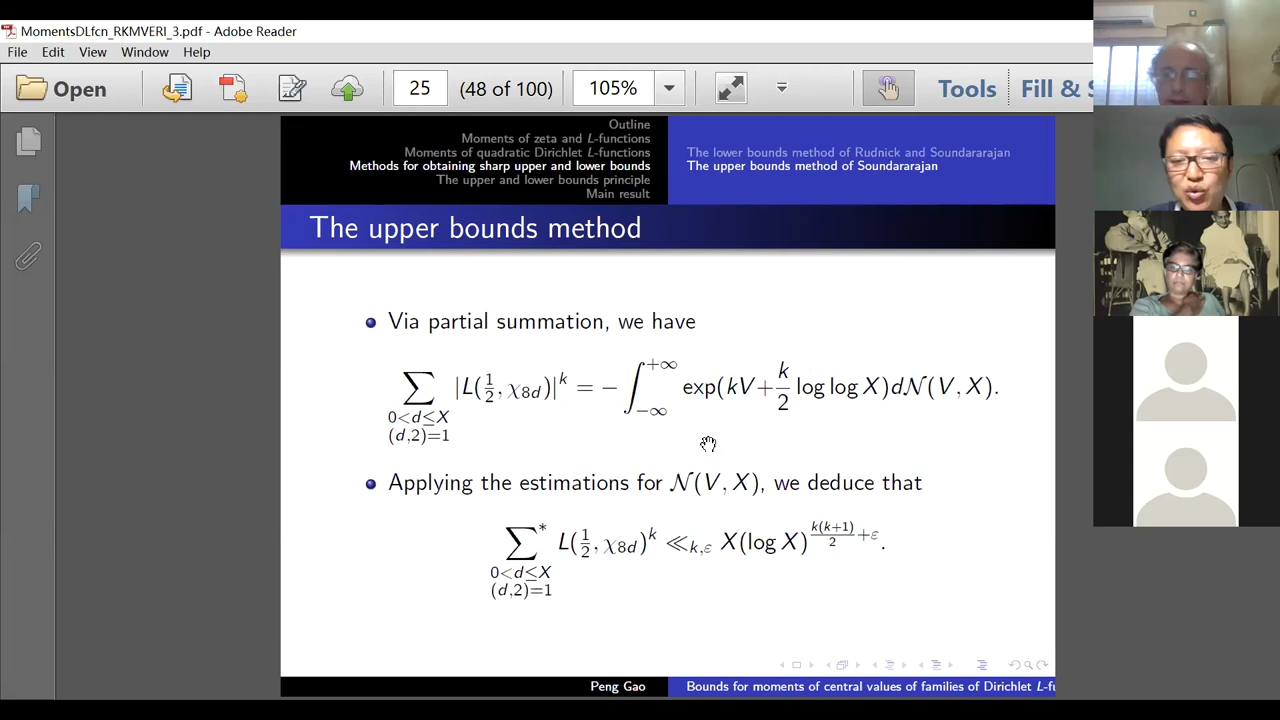 MomentsDLfcn_RKMVERI_3.pdf - Adobe Reader
File Edit View Window Help
Open 25 (48 of 100) 105% Tools Fill & S
Outline
Moments of zeta and L-functions
Moments of quadratic Dirichlet L-functions
Methods for obtaining sharp upper and lower bounds
The upper and lower bounds principle
Main result
The lower bounds method of Rudnick and Soundararajan
The upper bounds method of Soundararajan
The upper bounds method
Via partial summation, we have
∑_{0<d≤X, (d,2)=1} |L(½, χ_{8d})|^k = −∫_{−∞}^{+∞} exp(kV + k/2 log log X) d𝒩(V, X).
Applying the estimations for 𝒩(V, X), we deduce that
∑*_{0<d≤X, (d,2)=1} L(½, χ_{8d})^k ≪_{k,ε} X(log X)^{k(k+1)/2 + ε}.
Peng Gao Bounds for moments of central values of families of Dirichlet L-fu